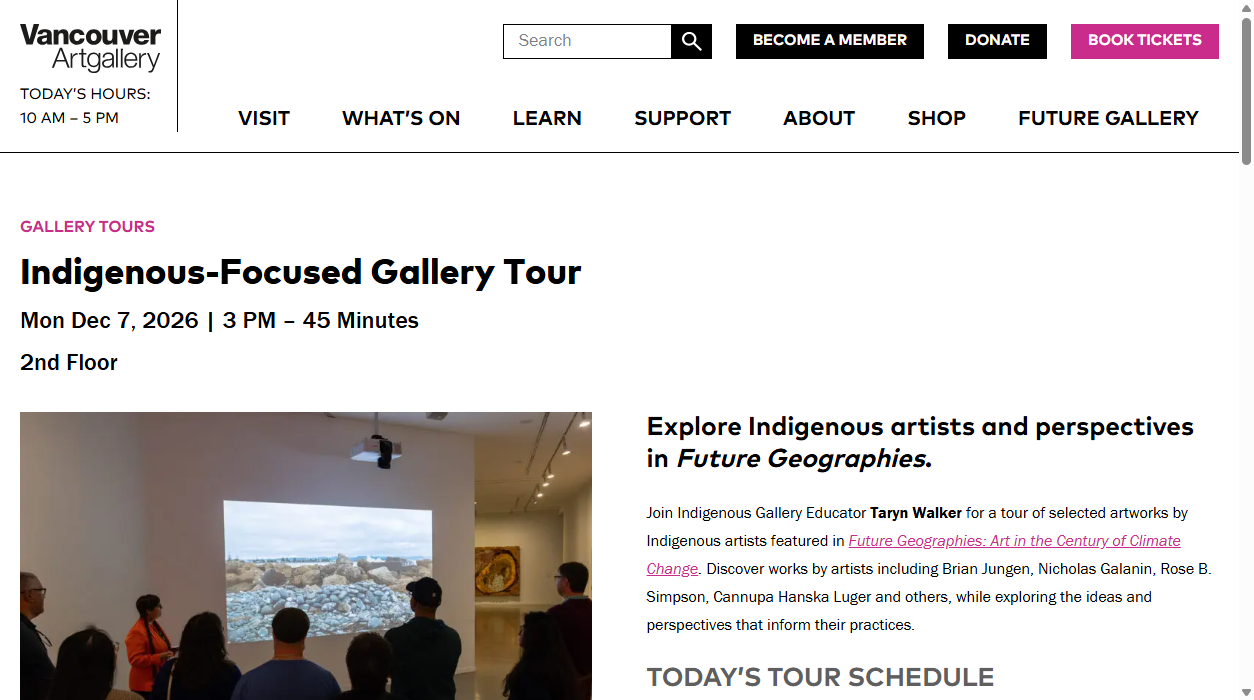 Vancouver
Artgallery
TODAY'S HOURS:
10 AM – 5 PM
Search
BECOME A MEMBER
DONATE
BOOK TICKETS
VISIT
WHAT'S ON
LEARN
SUPPORT
ABOUT
SHOP
FUTURE GALLERY
GALLERY TOURS
Indigenous-Focused Gallery Tour
Mon Dec 7, 2026 | 3 PM – 45 Minutes
2nd Floor
Explore Indigenous artists and perspectives
in Future Geographies.
Join Indigenous Gallery Educator Taryn Walker for a tour of selected artworks by
Indigenous artists featured in Future Geographies: Art in the Century of Climate
Change. Discover works by artists including Brian Jungen, Nicholas Galanin, Rose B.
Simpson, Cannupa Hanska Luger and others, while exploring the ideas and
perspectives that inform their practices.
TODAY'S TOUR SCHEDULE